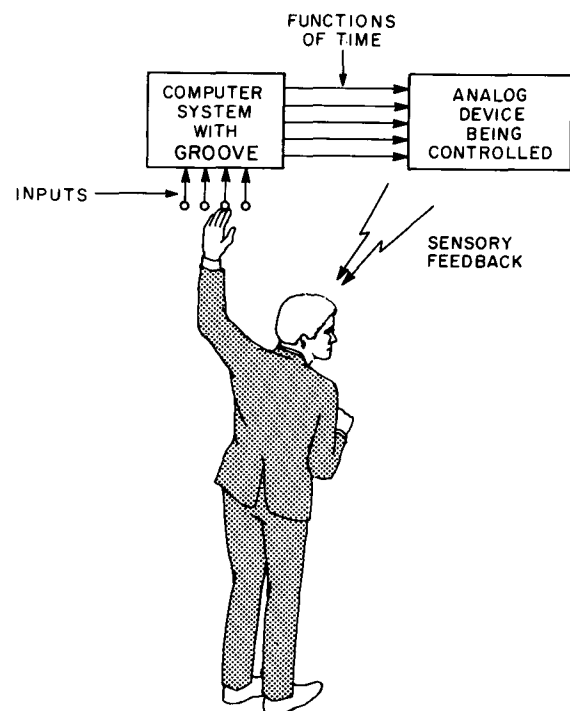 FUNCTIONS
OF TIME
COMPUTER
SYSTEM
WITH
GROOVE
ANALOG
DEVICE
BEING
CONTROLLED
INPUTS
SENSORY
FEEDBACK